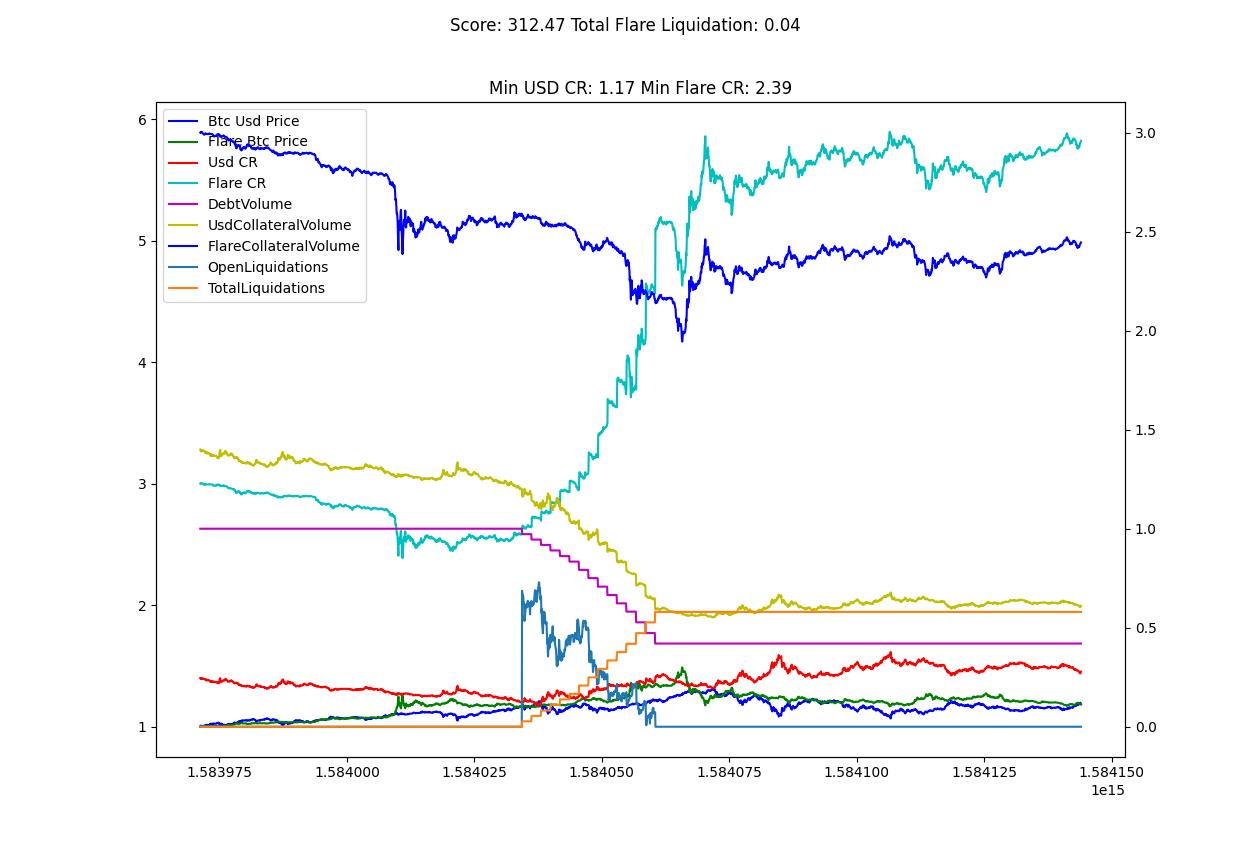 Score: 312.47 Total Flare Liquidation: 0.04
Min USD CR: 1.17 Min Flare CR: 2.39
Btc Usd Price
Flare Btc Price
Usd CR
Flare CR
DebtVolume
UsdCollateralVolume
FlareCollateralVolume
OpenLiquidations
TotalLiquidations
6
5
4
3
2
1
3.0
2.5
2.0
1.5
1.0
0.5
0.0
1.583975 1.584000 1.584025 1.584050 1.584075 1.584100 1.584125 1.584150
1e15